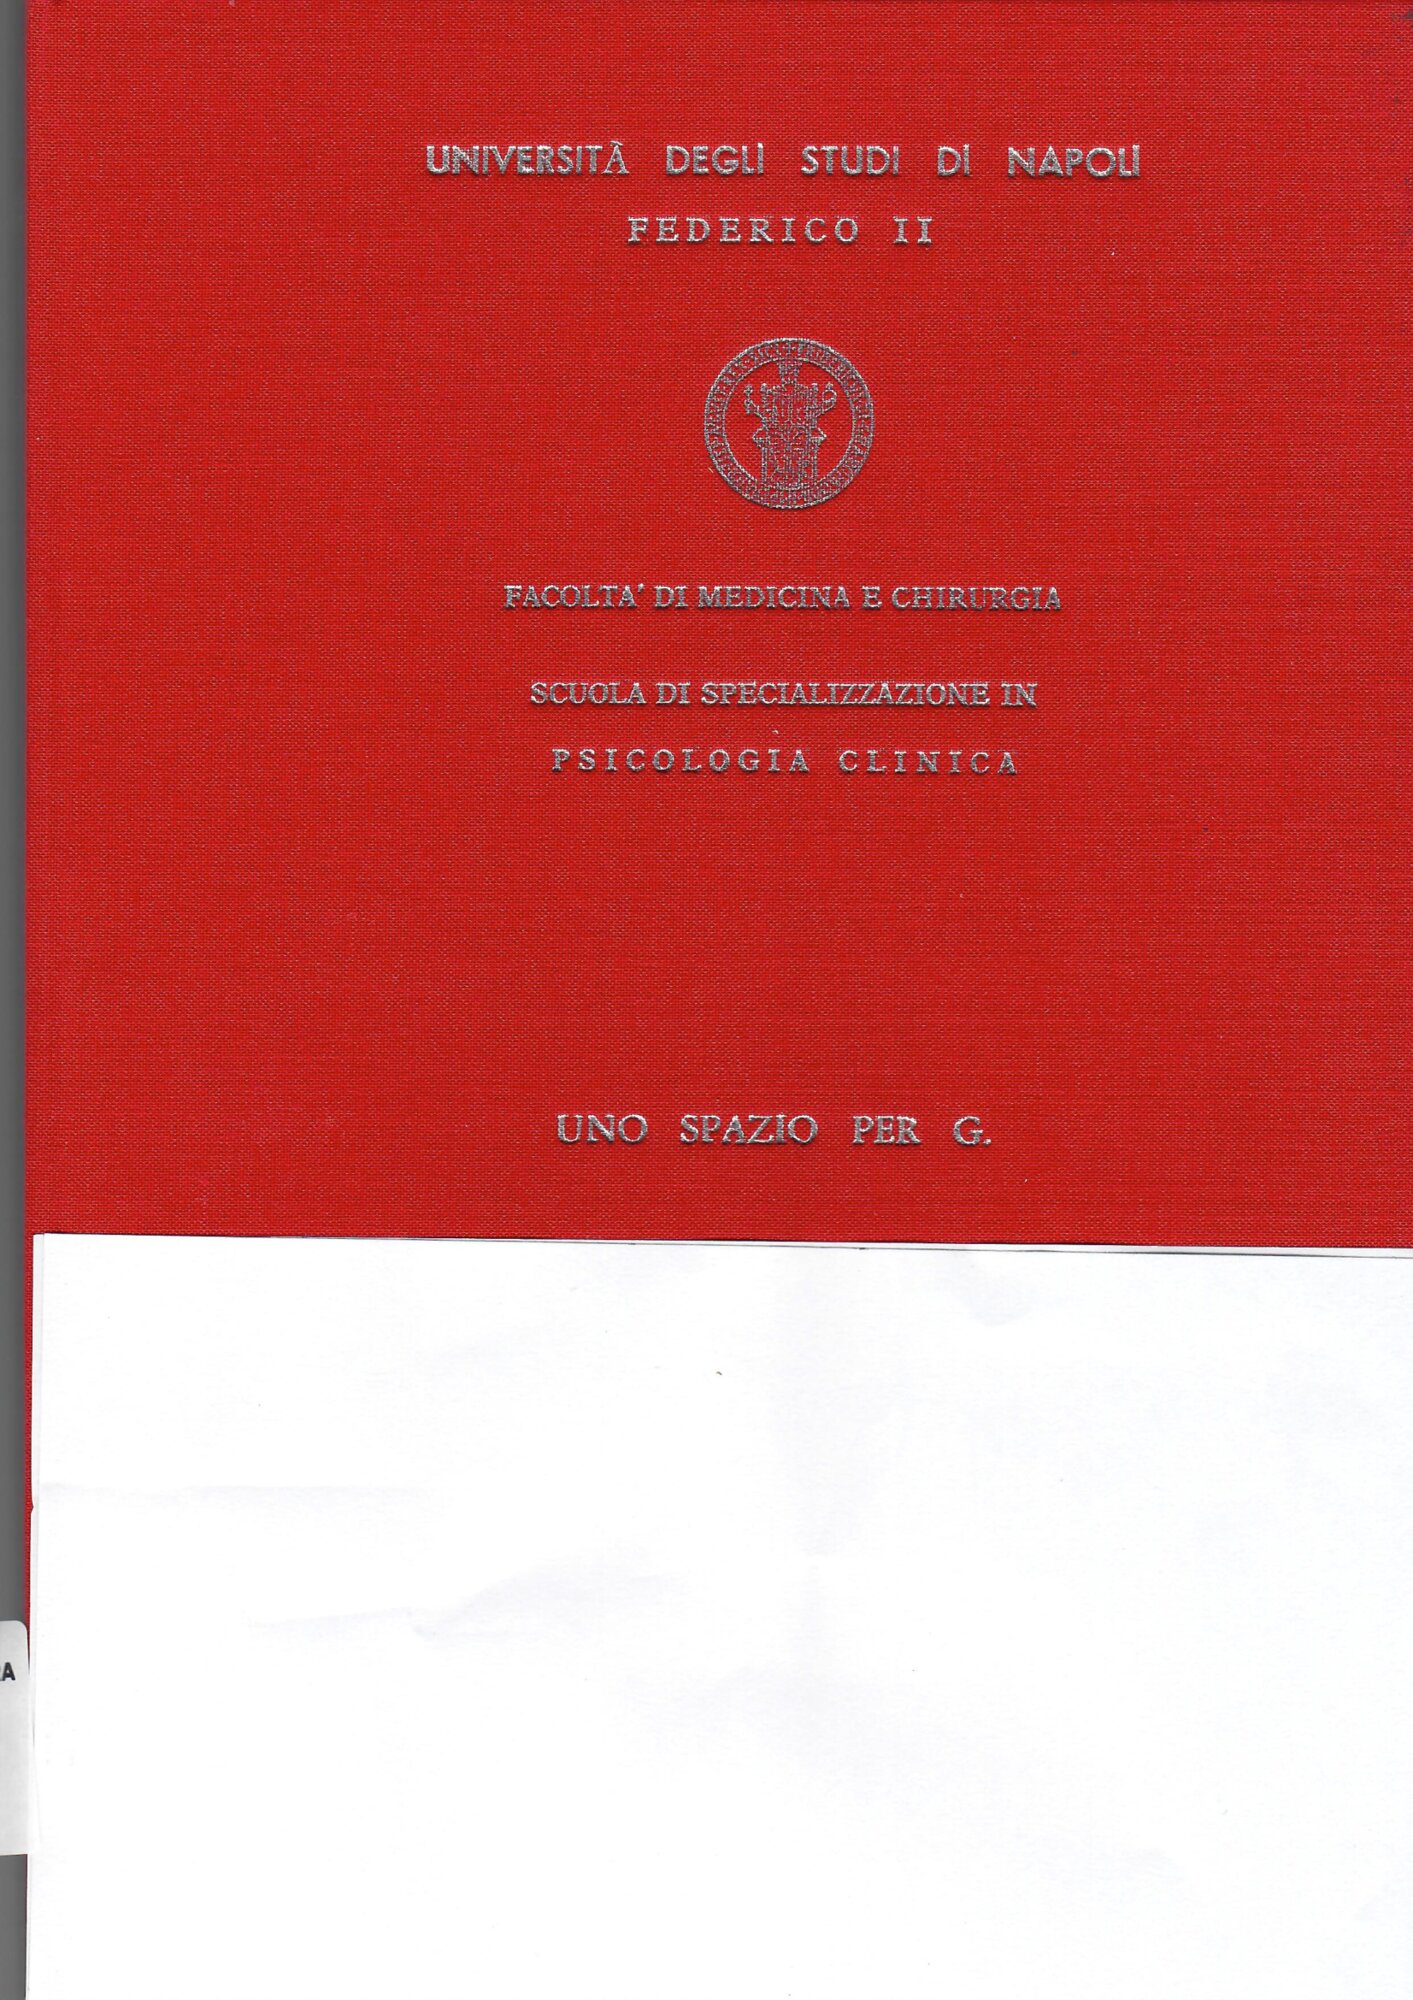 UNIVERSITÀ DEGLI STUDI DI NAPOLI
FEDERICO II
FACOLTA' DI MEDICINA E CHIRURGIA
SCUOLA DI SPECIALIZZAZIONE IN
PSICOLOGIA CLINICA
UNO SPAZIO PER G.